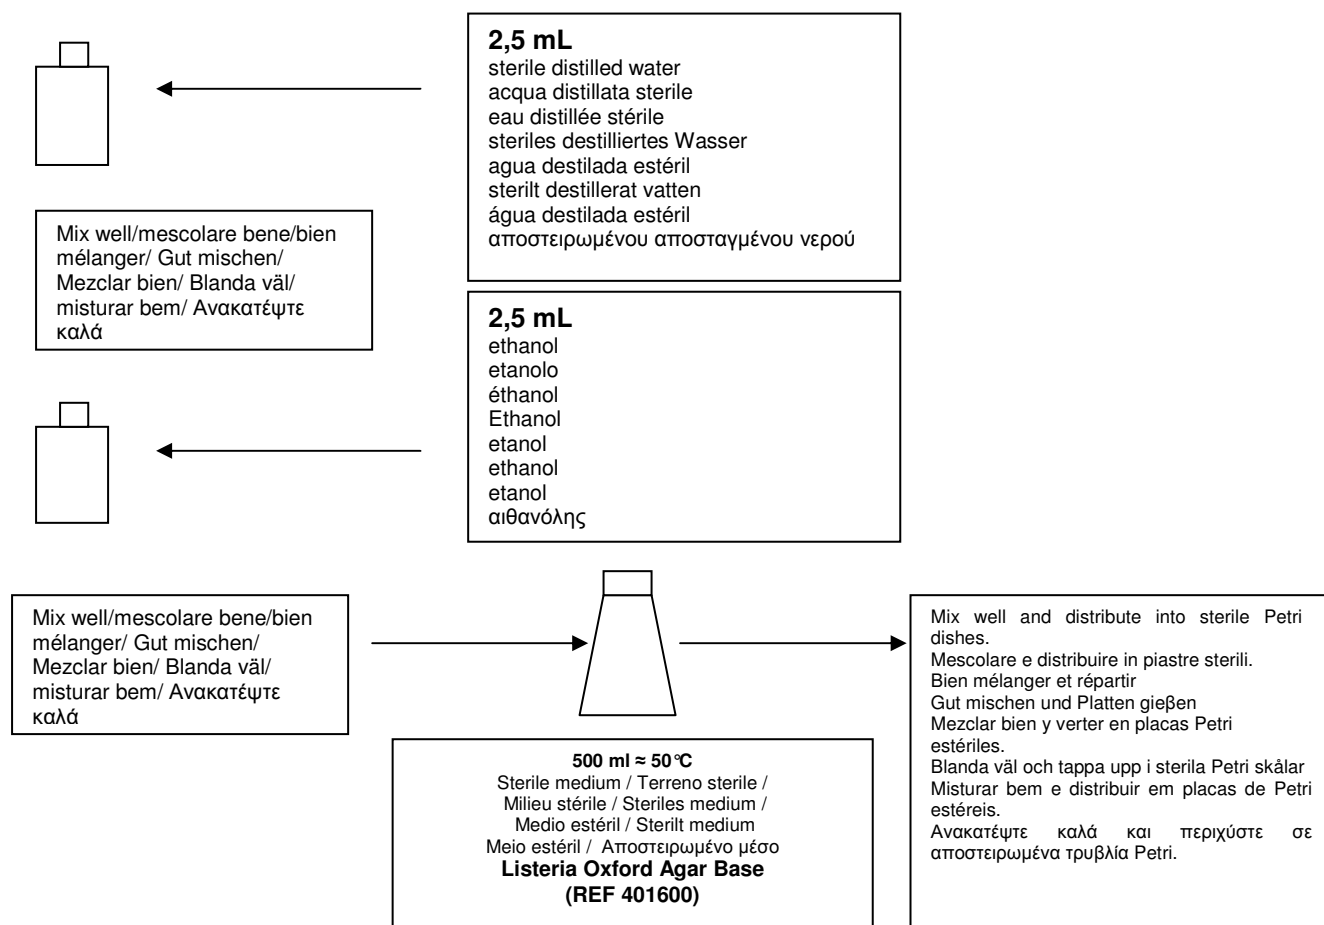 2,5 mL
sterile distilled water
acqua distillata sterile
eau distillée stérile
steriles destilliertes Wasser
agua destilada estéril
sterilt destillerat vatten
água destilada estéril
αποστειρωμένου αποσταγμένου νερού
Mix well/mescolare bene/bien
mélanger/ Gut mischen/
Mezclar bien/ Blanda väl/
misturar bem/ Ανακατέψτε
καλά
2,5 mL
ethanol
etanolo
éthanol
Ethanol
etanol
ethanol
etanol
αιθανόλης
Mix well/mescolare bene/bien
mélanger/ Gut mischen/
Mezclar bien/ Blanda väl/
misturar bem/ Ανακατέψτε
καλά
500 ml ≈ 50°C
Sterile medium / Terreno sterile /
Milieu stérile / Steriles medium /
Medio estéril / Sterilt medium
Meio estéril / Αποστειρωμένο μέσο
Listeria Oxford Agar Base
(REF 401600)
Mix well and distribute into sterile Petri
dishes.
Mescolare e distribuire in piastre sterili.
Bien mélanger et répartir
Gut mischen und Platten gieβen
Mezclar bien y verter en placas Petri
estériles.
Blanda väl och tappa upp i sterila Petri skålar
Misturar bem e distribuir em placas de Petri
estéreis.
Ανακατέψτε καλά και περιχύστε σε
αποστειρωμένα τρυβλία Petri.